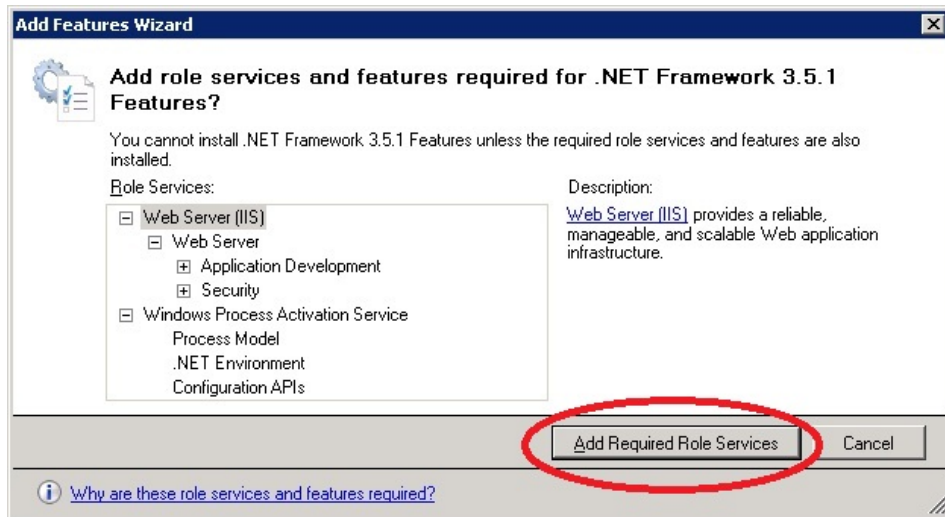 Add Features Wizard
Add role services and features required for .NET Framework 3.5.1
Features?
You cannot install .NET Framework 3.5.1 Features unless the required role services and features are also
installed.
Role Services:
Web Server (IIS)
Web Server
Application Development
Security
Windows Process Activation Service
Process Model
.NET Environment
Configuration APIs
Description:
Web Server (IIS) provides a reliable,
manageable, and scalable Web application
infrastructure.
Add Required Role Services
Cancel
Why are these role services and features required?